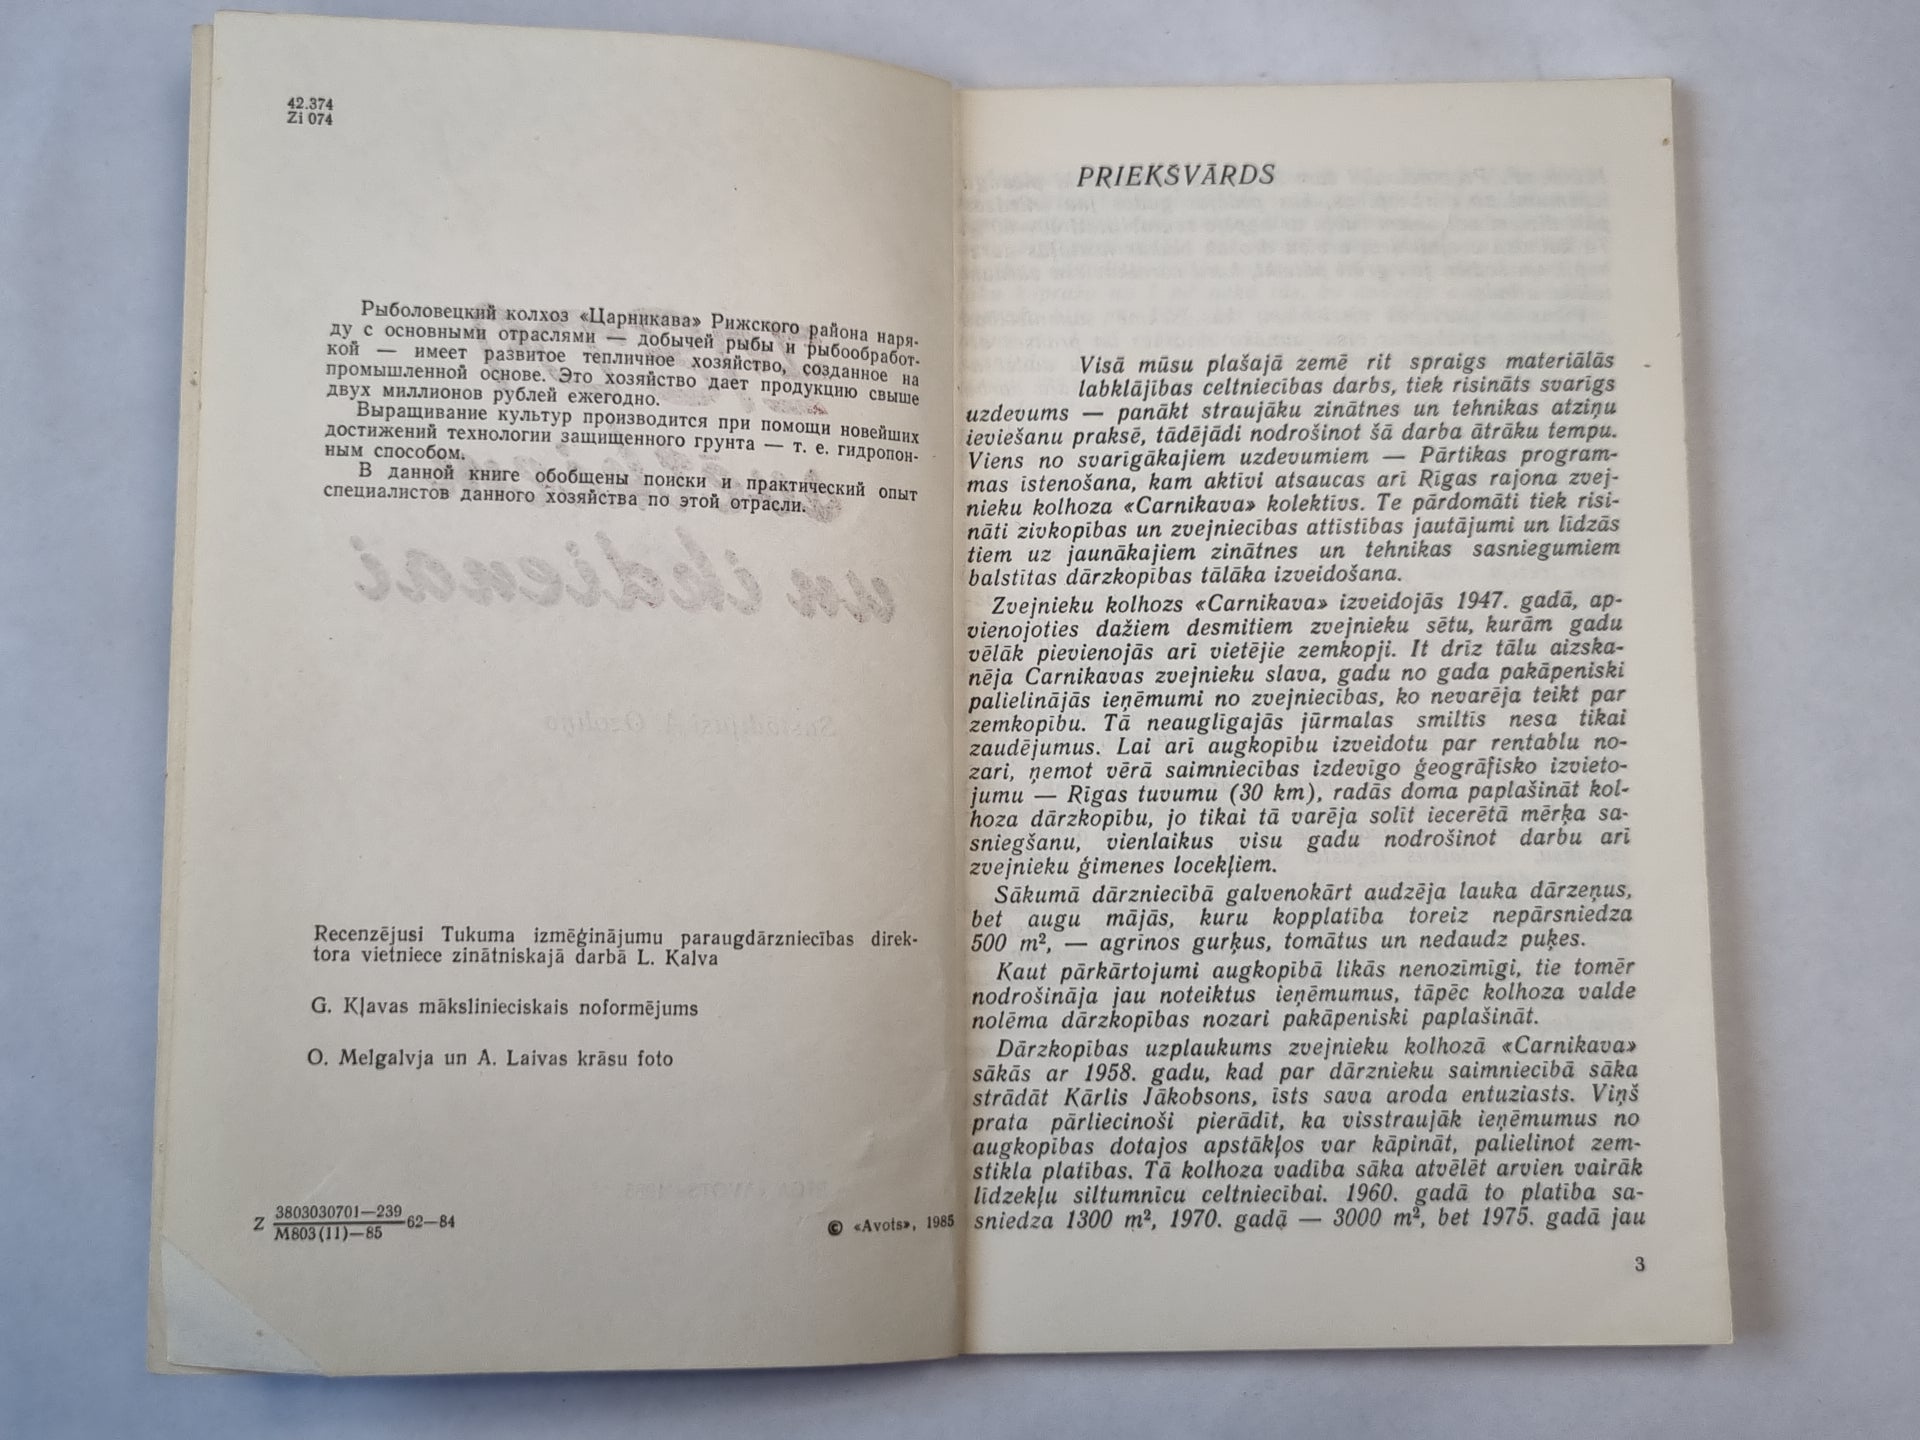 42.374
Zi 074
Рыболовецкий колхоз «Царникава» Рижского района наря-
ду с основными отраслями — добычей рыбы и рыбообработ-
кой — имеет развитое тепличное хозяйство, созданное на
промышленной основе. Это хозяйство дает продукцию свыше
двух миллионов рублей ежегодно.
Выращивание культур производится при помощи новейших
достижений технологии защищенного грунта — т. е. гидропон-
ным способом.
В данной книге обобщены поиски и практический опыт
специалистов данного хозяйства по этой отрасли.
Recenzējusi Tukuma izmēģinājumu paraugdārzniecības direk-
tora vietniece zinātniskajā darbā L. Kalva
G. Kļavas mākslinieciskais noformējums
O. Melgalvja un A. Laivas krāsu foto
Z 3803030701—239
M803(11)—85 62—84
© «Avots», 1985
PRIEKŠVĀRDS
Visā mūsu plašajā zemē rit spraigs materiālās
labklājības celtniecības darbs, tiek risināts svarīgs
uzdevums — panākt straujāku zinātnes un tehnikas atziņu
ieviešanu praksē, tādējādi nodrošinot šā darba ātrāku tempu.
Viens no svarīgākajiem uzdevumiem — Pārtikas program-
mas īstenošana, kam aktīvi atsaucas arī Rīgas rajona zvej-
nieku kolhoza «Carnikava» kolektīvs. Te pārdomāti tiek risi-
nāti zivkopības un zvejniecības attīstības jautājumi un līdzās
tiem uz jaunākajiem zinātnes un tehnikas sasniegumiem
balstītas dārzkopības tālāka izveidošana.
Zvejnieku kolhozs «Carnikava» izveidojās 1947. gadā, ap-
vienojoties dažiem desmitiem zvejnieku sētu, kurām gadu
vēlāk pievienojās arī vietējie zemkopji. It drīz tālu aizska-
nēja Carnikavas zvejnieku slava, gadu no gada pakāpeniski
palielinājās ieņēmumi no zvejniecības, ko nevarēja teikt par
zemkopību. Tā neauglīgajās jūrmalas smiltīs nesa tikai
zaudējumus. Lai arī augkopību izveidotu par rentablu no-
zari, ņemot vērā saimniecības izdevīgo ģeogrāfisko izvieto-
jumu — Rīgas tuvumu (30 km), radās doma paplašināt kol-
hoza dārzkopību, jo tikai tā varēja solīt iecerētā mērķa sa-
sniegšanu, vienlaikus visu gadu nodrošinot darbu arī
zvejnieku ģimenes locekļiem.
Sākumā dārzniecībā galvenokārt audzēja lauka dārzeņus,
bet augu mājās, kuru kopplatība toreiz nepārsniedza
500 m², — agrīnos gurķus, tomātus un nedaudz puķes.
Kaut pārkārtojumi augkopībā likās nenozīmīgi, tie tomēr
nodrošināja jau noteiktus ieņēmumus, tāpēc kolhoza valde
nolēma dārzkopības nozari pakāpeniski paplašināt.
Dārzkopības uzplaukums zvejnieku kolhozā «Carnikava»
sākās ar 1958. gadu, kad par dārznieku saimniecībā sāka
strādāt Kārlis Jākobsons, īsts sava aroda entuziasts. Viņš
prata pārliecinoši pierādīt, ka visstraujāk ieņēmumus no
augkopības dotajos apstākļos var kāpināt, palielinot zem-
stikla platības. Tā kolhoza vadība sāka atvēlēt arvien vairāk
līdzekļu siltumnīcu celtniecībai. 1960. gadā to platība sa-
sniedza 1300 m², 1970. gadā — 3000 m², bet 1975. gadā jau
3